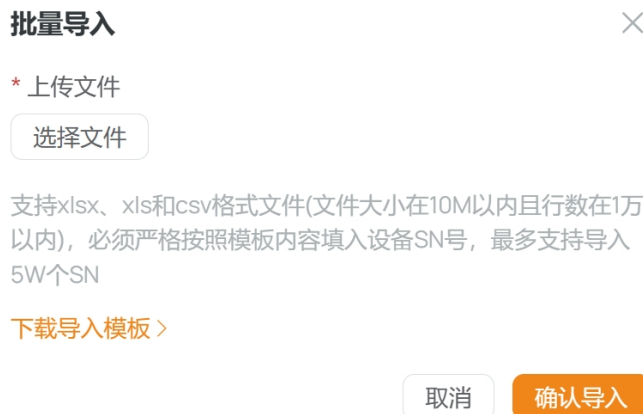 批量导入
* 上传文件
选择文件
支持xlsx、xls和csv格式文件(文件大小在10M以内且行数在1万
以内)，必须严格按照模板内容填入设备SN号，最多支持导入
5W个SN
下载导入模板 >
取消 确认导入